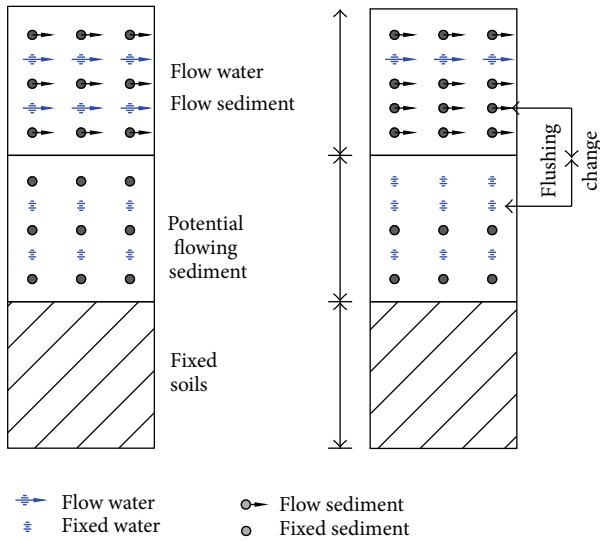 Flow water
Flow sediment
Potential
flowing
sediment
Fixed
soils
Flushing
change
Flow water
Fixed water
Flow sediment
Fixed sediment